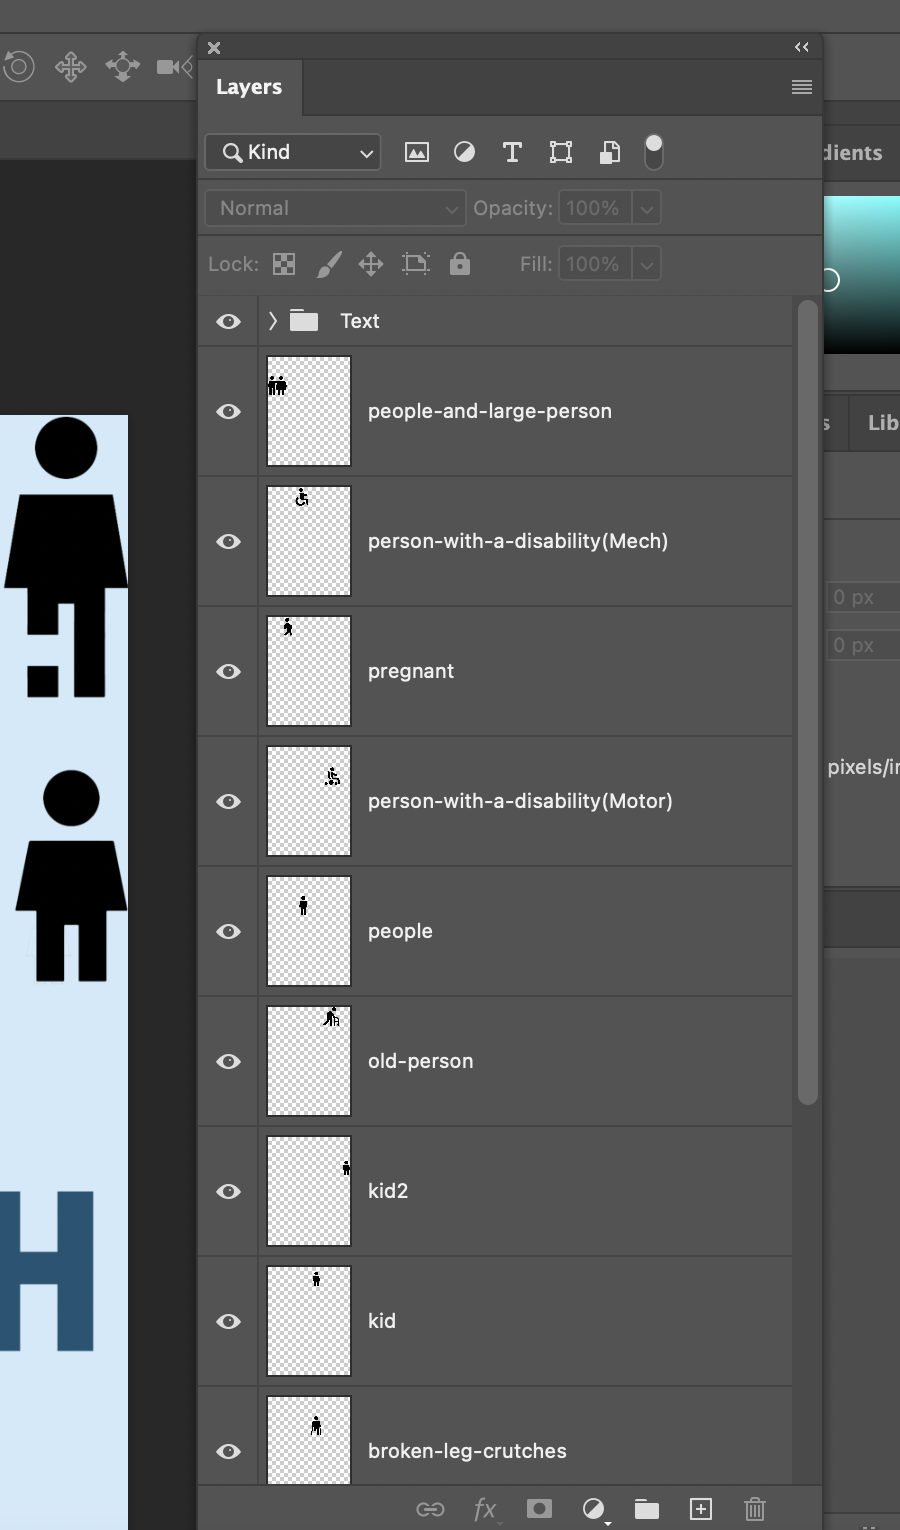 Layers
Kind
dients
Normal
Opacity: 100%
Lock:
Fill: 100%
Text
people-and-large-person
s
Lib
person-with-a-disability(Mech)
0 px
0 px
pregnant
pixels/in
person-with-a-disability(Motor)
people
old-person
kid2
H
kid
broken-leg-crutches
fx